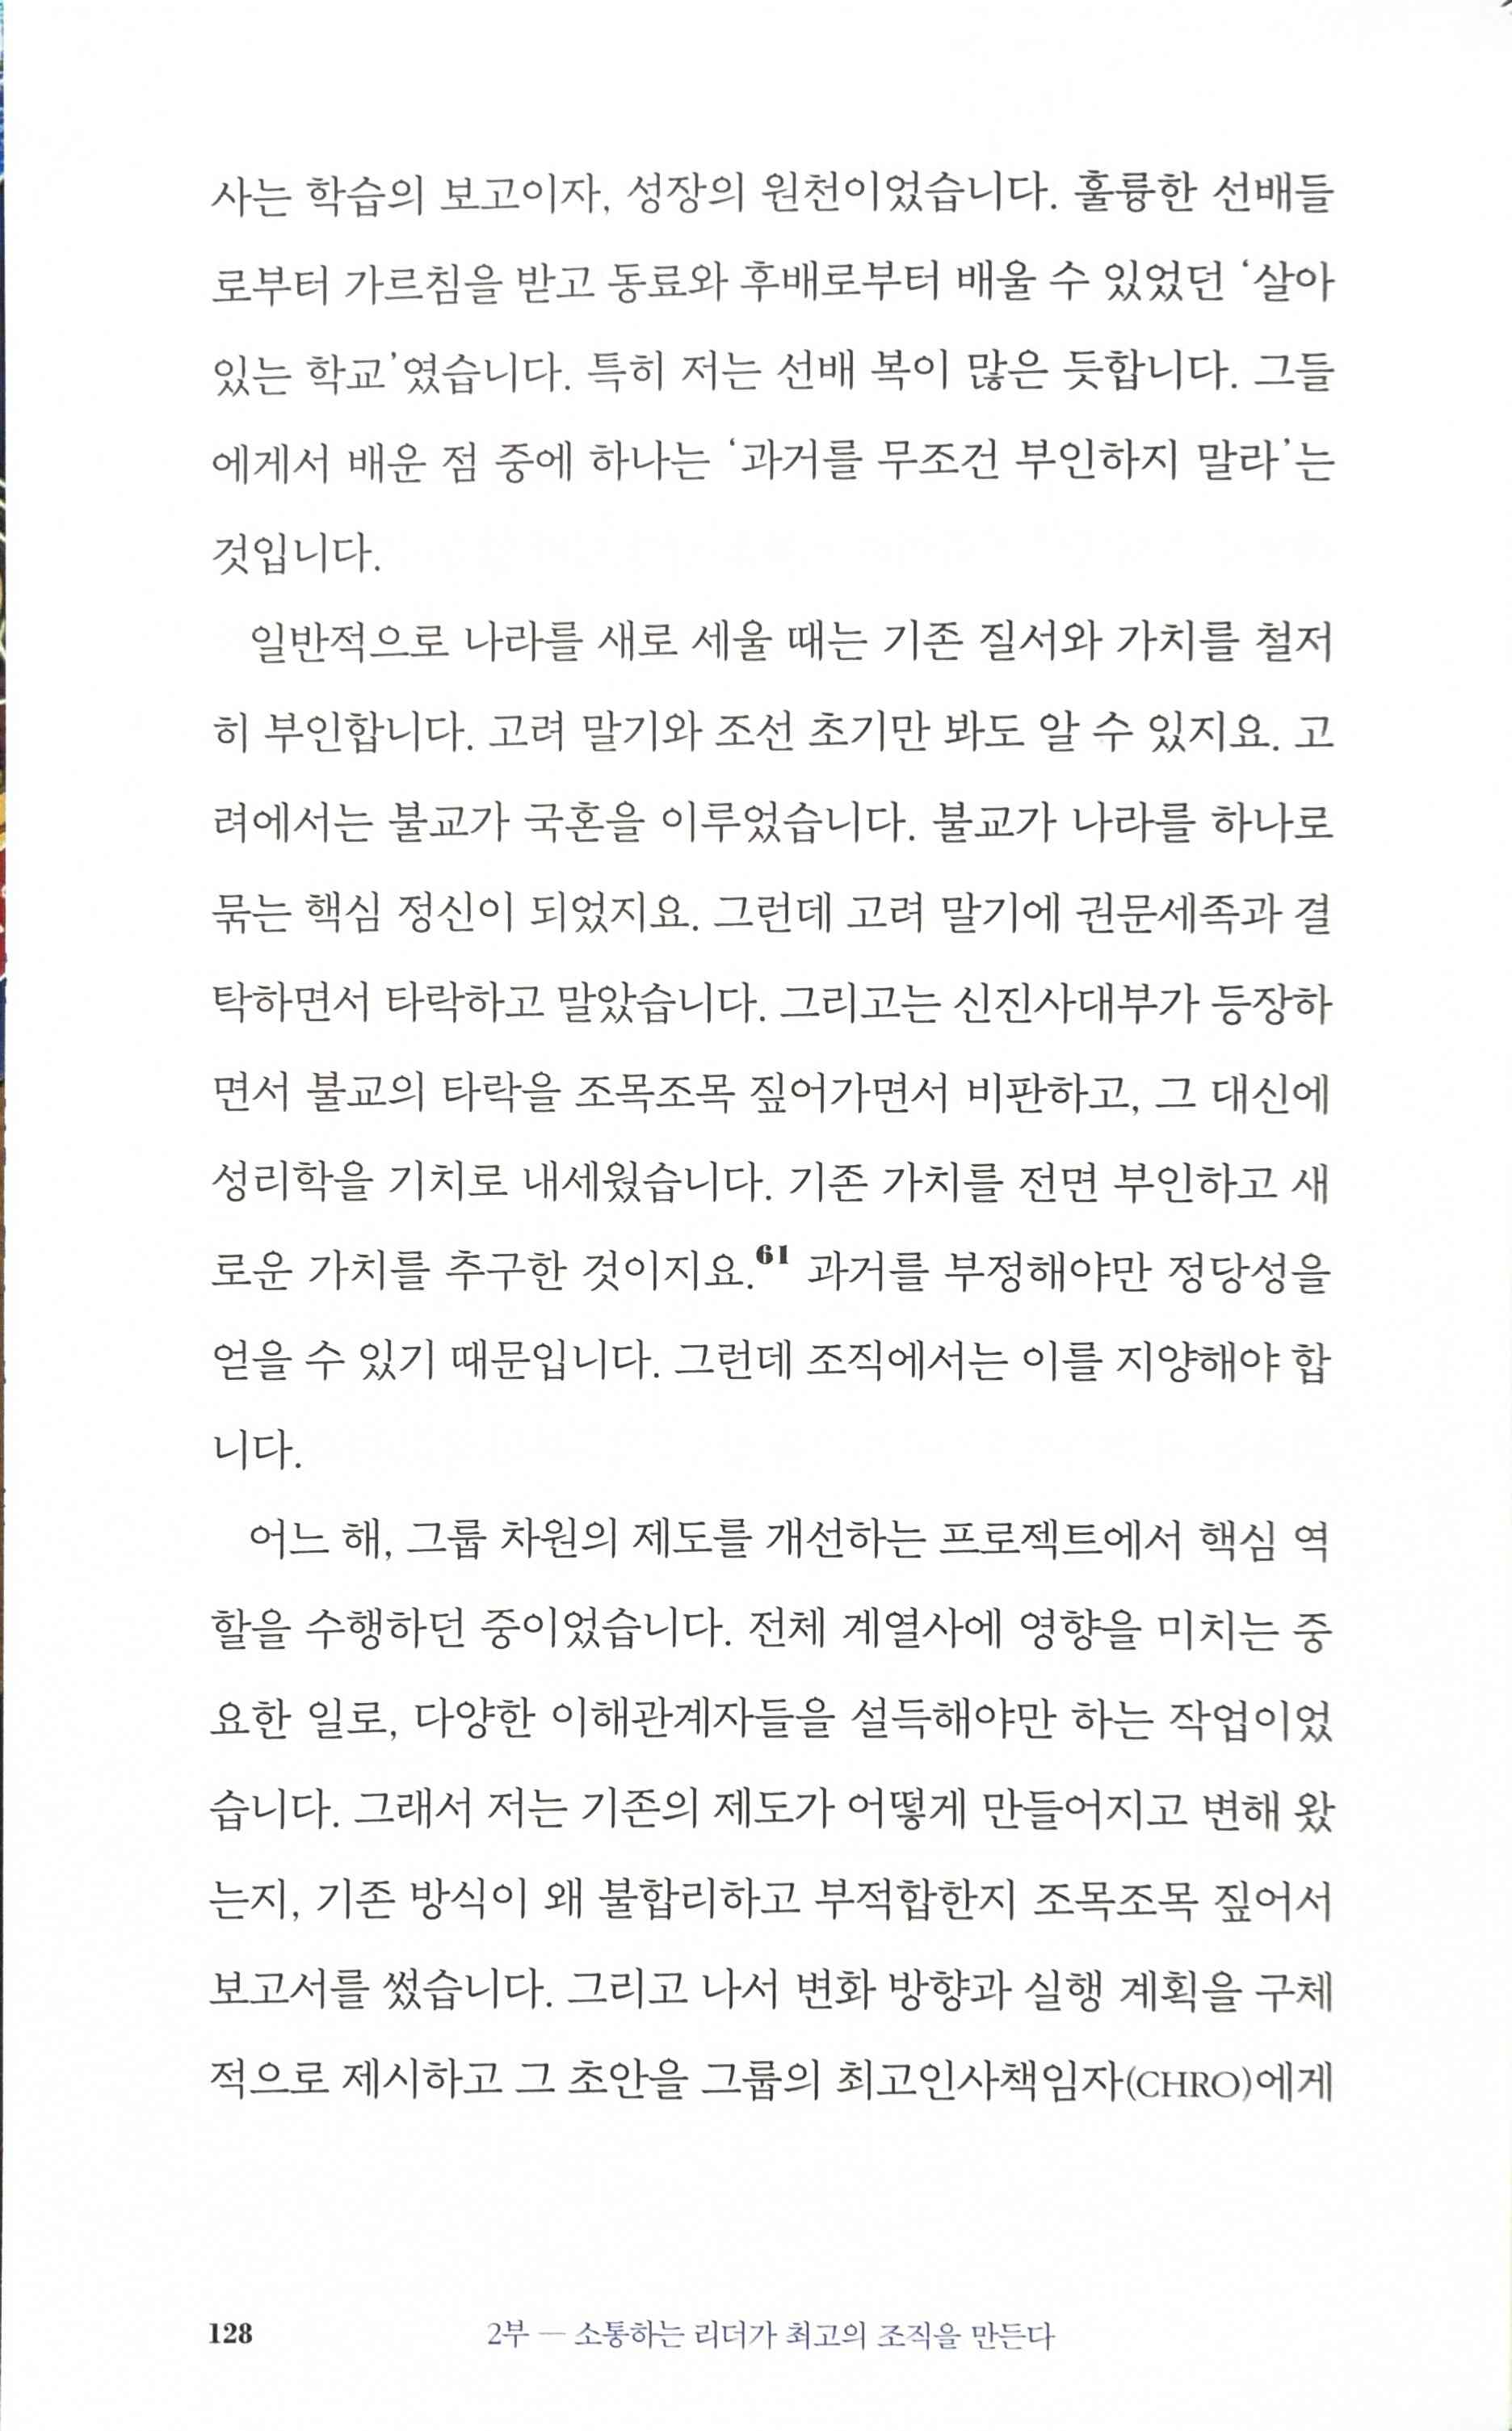 사는 학습의 보고이자, 성장의 원천이었습니다. 훌륭한 선배들
로부터 가르침을 받고 동료와 후배로부터 배울 수 있었던 ‘살아
있는 학교’였습니다. 특히 저는 선배 복이 많은 듯합니다. 그들
에게서 배운 점 중에 하나는 ‘과거를 무조건 부인하지 말라’는
것입니다.
일반적으로 나라를 새로 세울 때는 기존 질서와 가치를 철저
히 부인합니다. 고려 말기와 조선 초기만 봐도 알 수 있지요. 고
려에서는 불교가 국혼을 이루었습니다. 불교가 나라를 하나로
묶는 핵심 정신이 되었지요. 그런데 고려 말기에 권문세족과 결
탁하면서 타락하고 말았습니다. 그리고는 신진사대부가 등장하
면서 불교의 타락을 조목조목 짚어가면서 비판하고, 그 대신에
성리학을 기치로 내세웠습니다. 기존 가치를 전면 부인하고 새
로운 가치를 추구한 것이지요.61 과거를 부정해야만 정당성을
얻을 수 있기 때문입니다. 그런데 조직에서는 이를 지양해야 합
니다.
어느 해, 그룹 차원의 제도를 개선하는 프로젝트에서 핵심 역
할을 수행하던 중이었습니다. 전체 계열사에 영향을 미치는 중
요한 일로, 다양한 이해관계자들을 설득해야만 하는 작업이었
습니다. 그래서 저는 기존의 제도가 어떻게 만들어지고 변해 왔
는지, 기존 방식이 왜 불합리하고 부적합한지 조목조목 짚어서
보고서를 썼습니다. 그리고 나서 변화 방향과 실행 계획을 구체
적으로 제시하고 그 초안을 그룹의 최고인사책임자(CHRO)에게
128 2부 — 소통하는 리더가 최고의 조직을 만든다